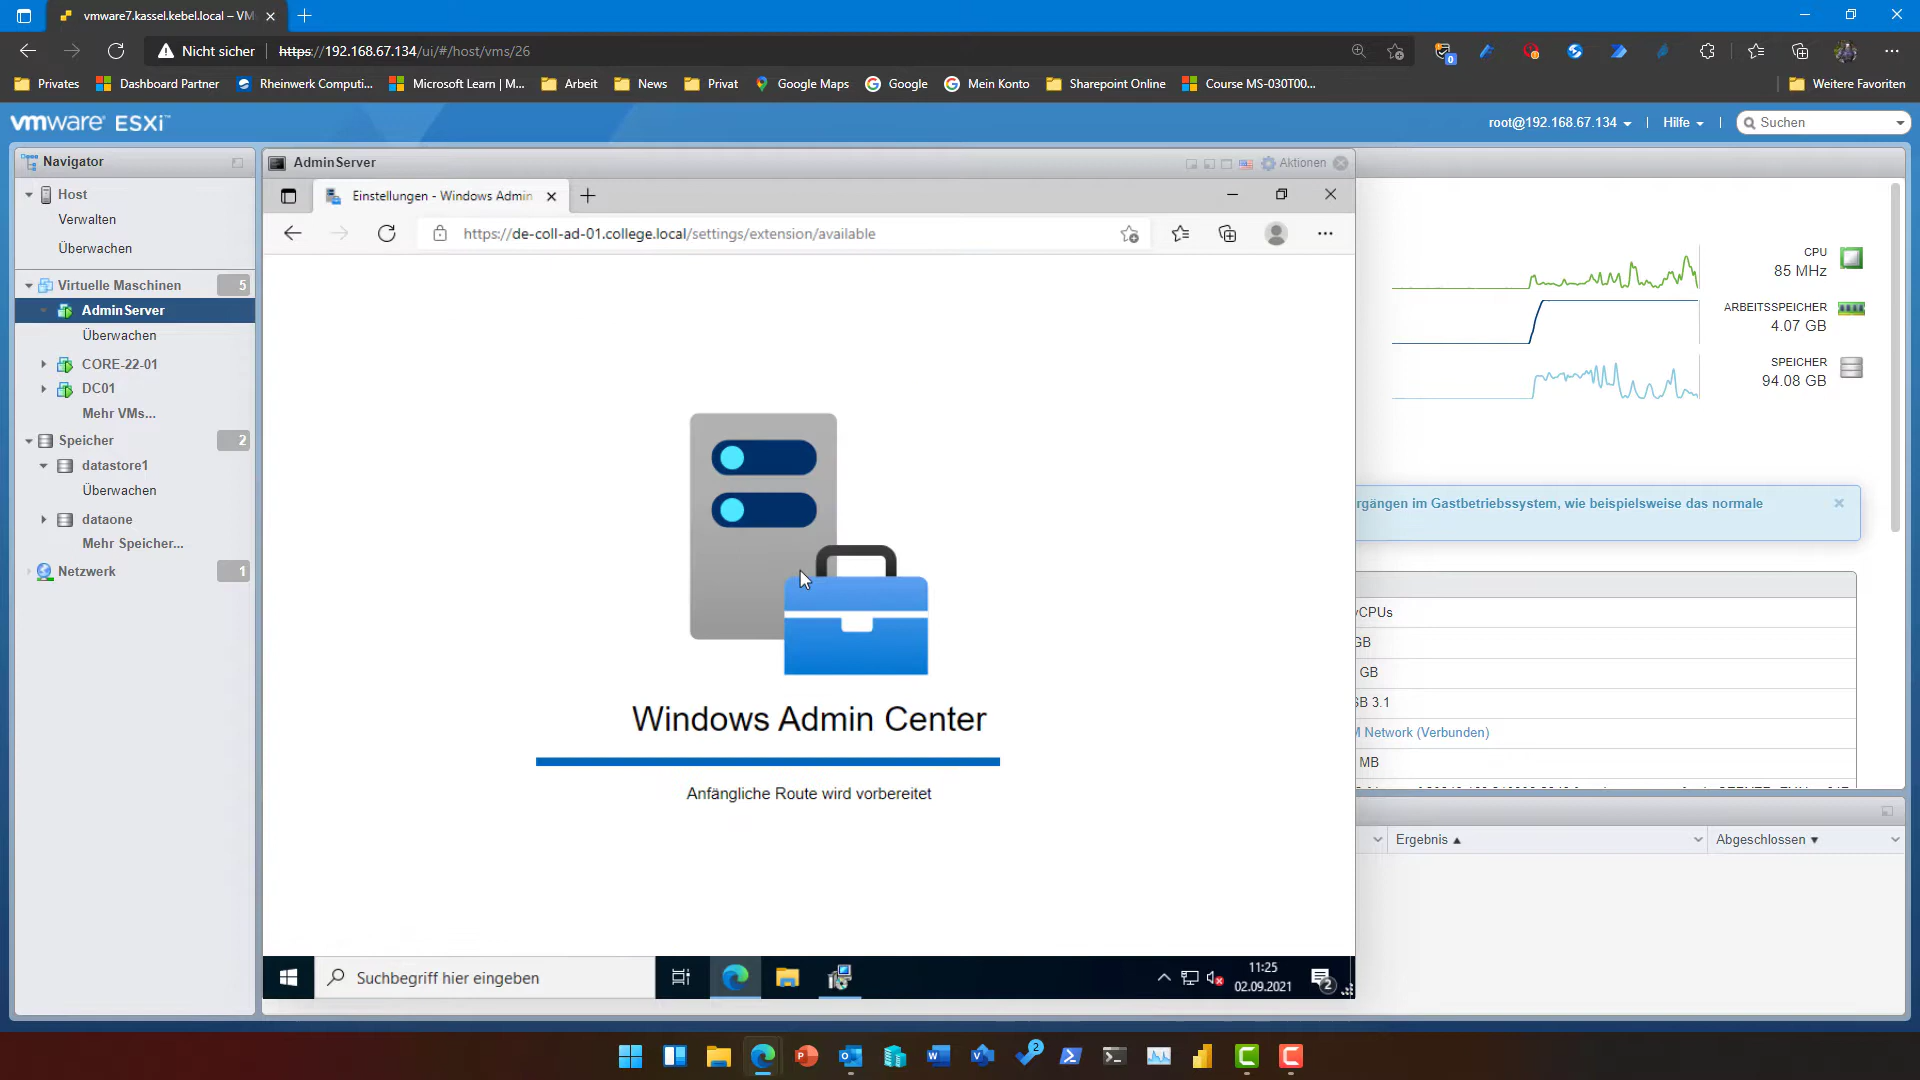 vmware7.kassel.kebel.local – VM
Nicht sicher
https://192.168.67.134/ui/#/host/vms/26
0
Privates
Dashboard Partner
Rheinwerk Computi...
Microsoft Learn | M...
Arbeit
News
Privat
Google Maps
Google
Mein Konto
Sharepoint Online
Course MS-030T00...
Weitere Favoriten
vmware ESXi™
root@192.168.67.134
Hilfe
Suchen
Navigator
Host
Verwalten
Überwachen
Virtuelle Maschinen 5
AdminServer
Überwachen
CORE-22-01
DC01
Mehr VMs...
Speicher 2
datastore1
Überwachen
dataone
Mehr Speicher...
Netzwerk 1
AdminServer
Aktionen
Einstellungen - Windows Admin
https://de-coll-ad-01.college.local/settings/extension/available
Windows Admin Center
Anfängliche Route wird vorbereitet
Suchbegriff hier eingeben
11:25
02.09.2021
2
CPU
85 MHz
ARBEITSSPEICHER
4.07 GB
SPEICHER
94.08 GB
rgängen im Gastbetriebssystem, wie beispielsweise das normale
vCPUs
GB
GB
SB 3.1
M Network (Verbunden)
MB
Ergebnis
Abgeschlossen
2